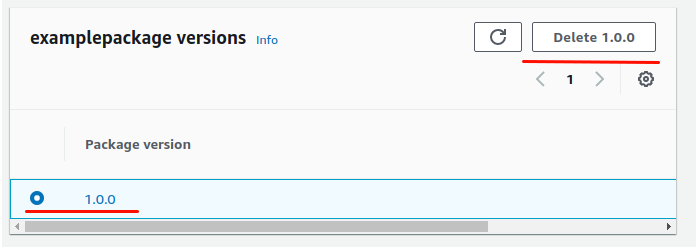 examplepackage versions Info
Delete 1.0.0
1
Package version
1.0.0